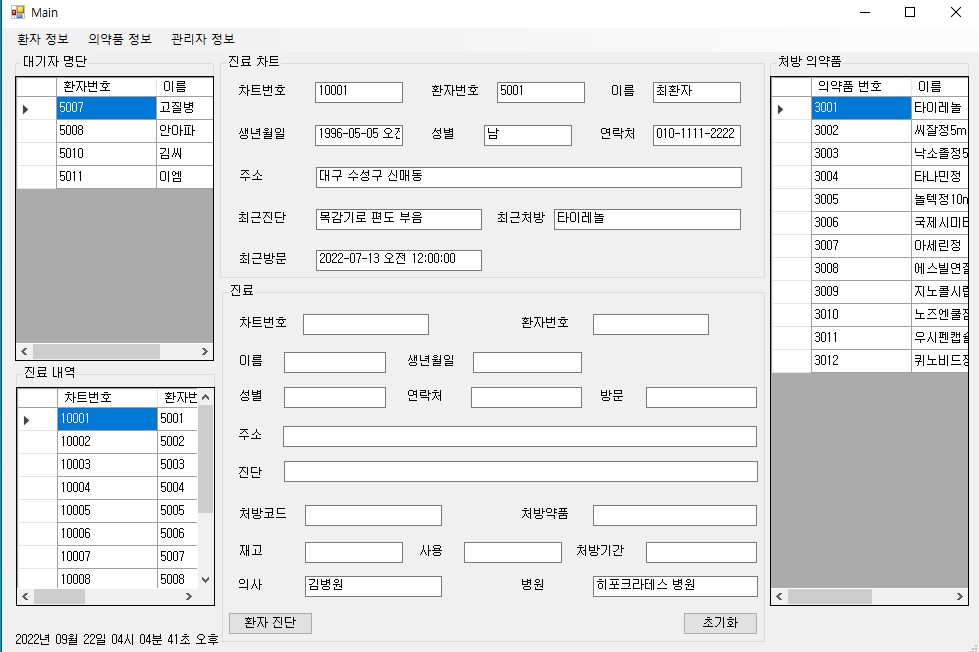 Main
환자 정보 의약품 정보 관리자 정보
대기자 명단
환자번호 이름
5007 고질병
5008 안아파
5010 김씨
5011 이엠
진료 내역
차트번호 환자번
10001 5001
10002 5002
10003 5003
10004 5004
10005 5005
10006 5006
10007 5007
10008 5008
2022년 09월 22일 04시 04분 41초 오후
진료 차트
차트번호 10001 환자번호 5001 이름 최환자
생년월일 1996-05-05 오전 성별 남 연락처 010-1111-2222
주소 대구 수성구 신매동
최근진단 목감기로 편도 부음 최근처방 타이레놀
최근방문 2022-07-13 오전 12:00:00
진료
차트번호 환자번호
이름 생년월일
성별 연락처 방문
주소
진단
처방코드 처방약품
재고 사용 처방기간
의사 김병원 병원 히포크라테스 병원
환자 진단 초기화
처방 의약품
의약품 번호 이름
3001 타이레놀
3002 씨잘정5m
3003 낙소졸정5
3004 타나민정
3005 놀텍정10m
3006 국제시미티
3007 아세린정
3008 에스빌연질
3009 지노콜시럽
3010 노즈엔쿨점
3011 우시펜캡슐
3012 퀴노비드점